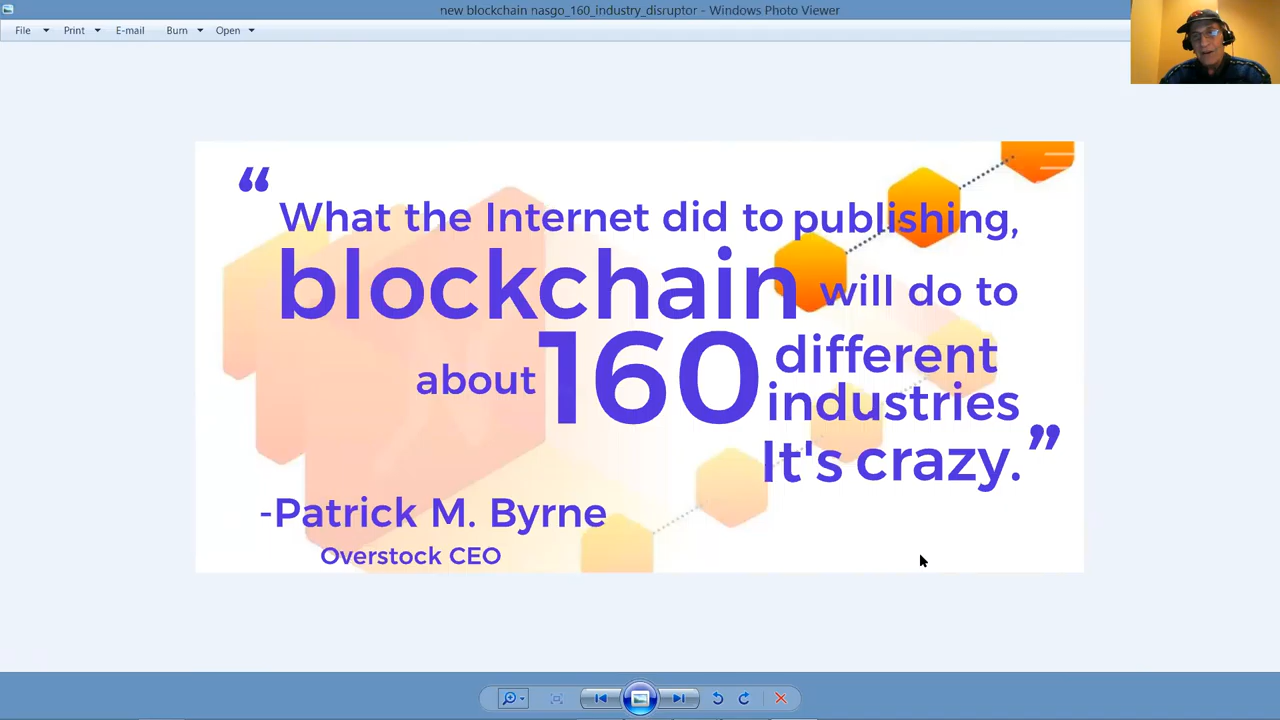 new blockchain nasgo_160_industry_disruptor - Windows Photo Viewer
File Print E-mail Burn Open
“
What the Internet did to publishing,
blockchain will do to
about 160 different
industries
It's crazy.”
-Patrick M. Byrne
Overstock CEO